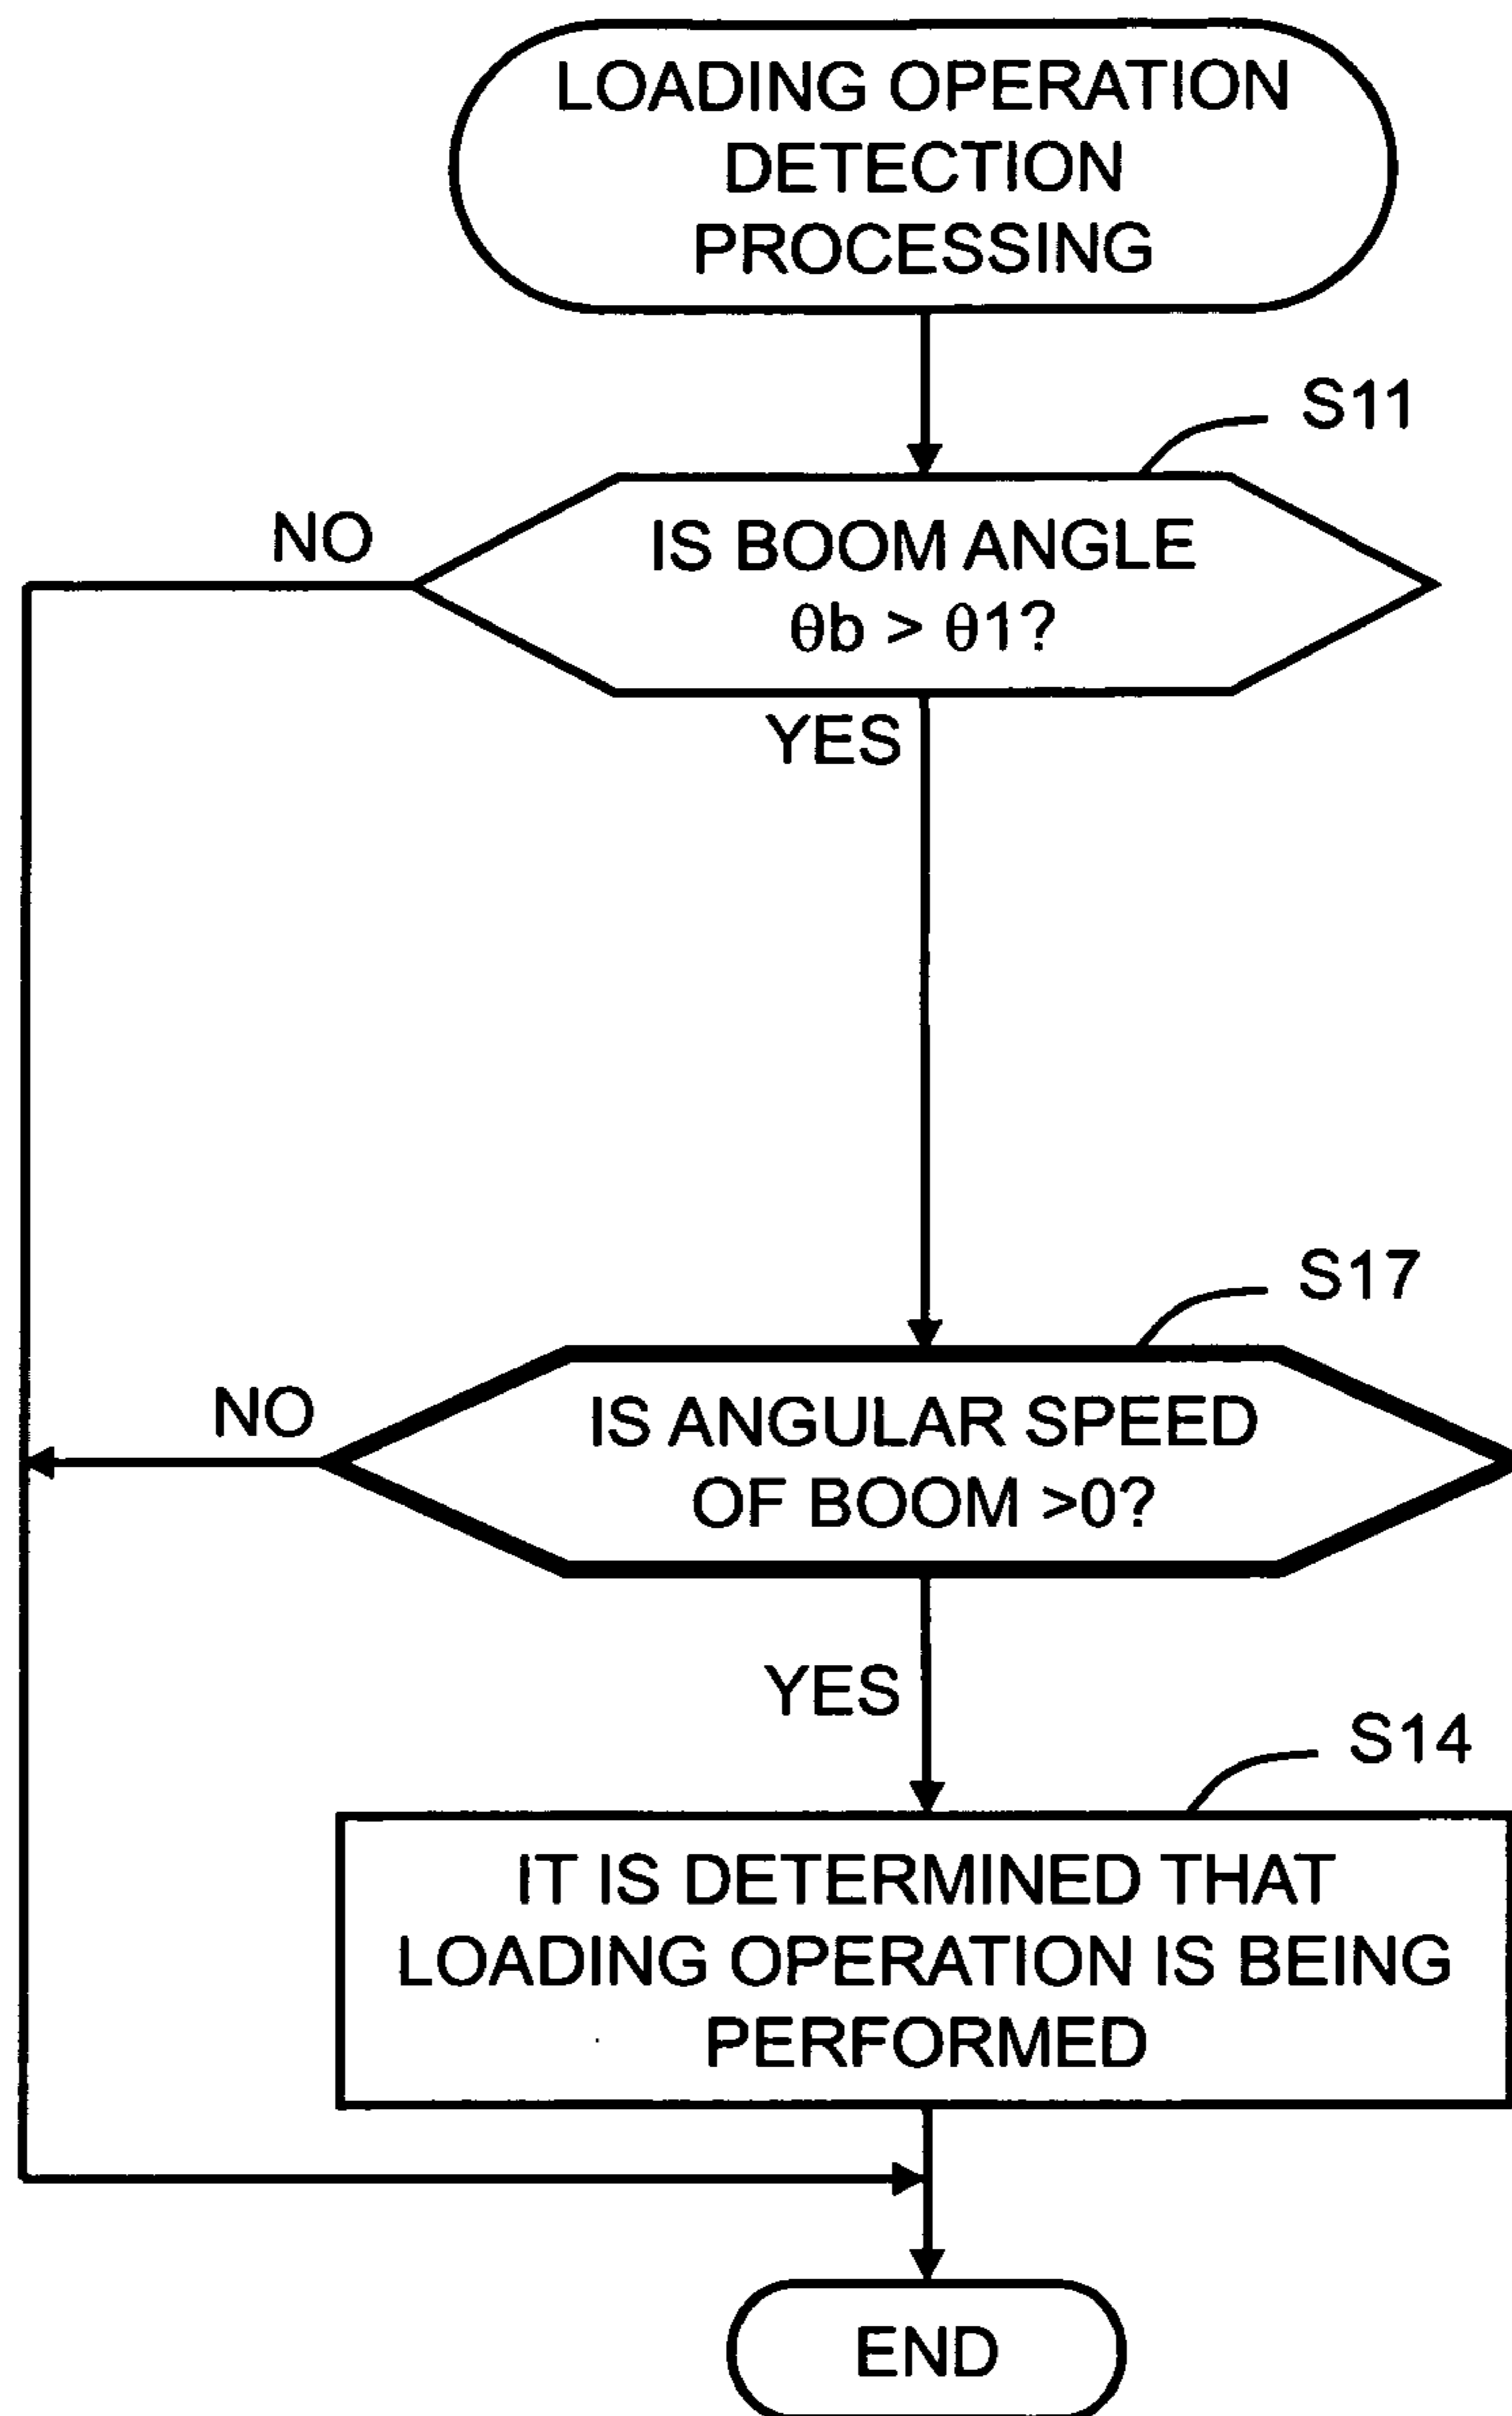 LOADING OPERATION
DETECTION
PROCESSING
S11
NO
IS BOOM ANGLE
θb > θ1?
YES
S17
NO
IS ANGULAR SPEED
OF BOOM >0?
YES
S14
IT IS DETERMINED THAT
LOADING OPERATION IS BEING
PERFORMED
END